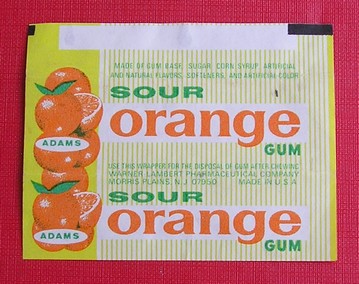 MADE OF GUM BASE, SUGAR, CORN SYRUP, ARTIFICIAL
AND NATURAL FLAVORS, SOFTENERS, AND ARTIFICIAL COLOR
SOUR
orange
GUM
ADAMS
USE THIS WRAPPER FOR THE DISPOSAL OF GUM AFTER CHEWING
WARNER LAMBERT PHARMACEUTICAL COMPANY
MORRIS PLAINS, N.J. 07950 MADE IN U.S.A.
SOUR
orange
GUM
ADAMS